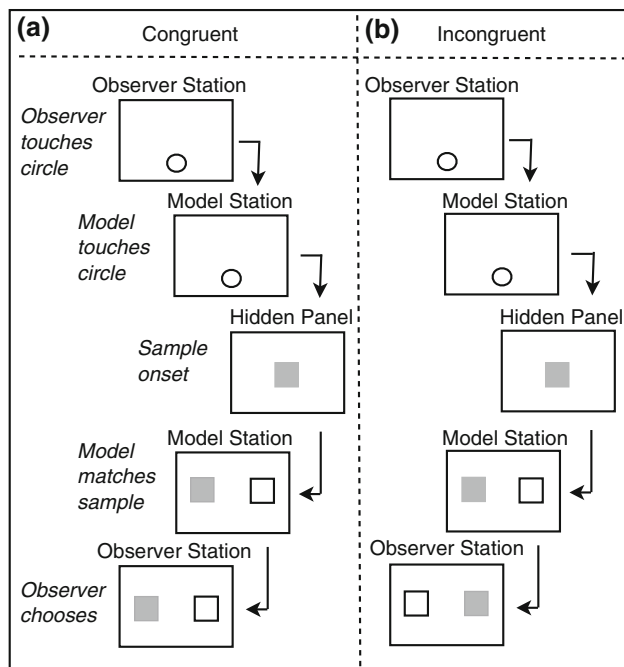 (a)
Congruent
Observer Station
Observer
touches
circle
Model Station
Model
touches
circle
Hidden Panel
Sample
onset
Model Station
Model
matches
sample
Observer Station
Observer
chooses
(b)
Incongruent
Observer Station
Model Station
Hidden Panel
Model Station
Observer Station